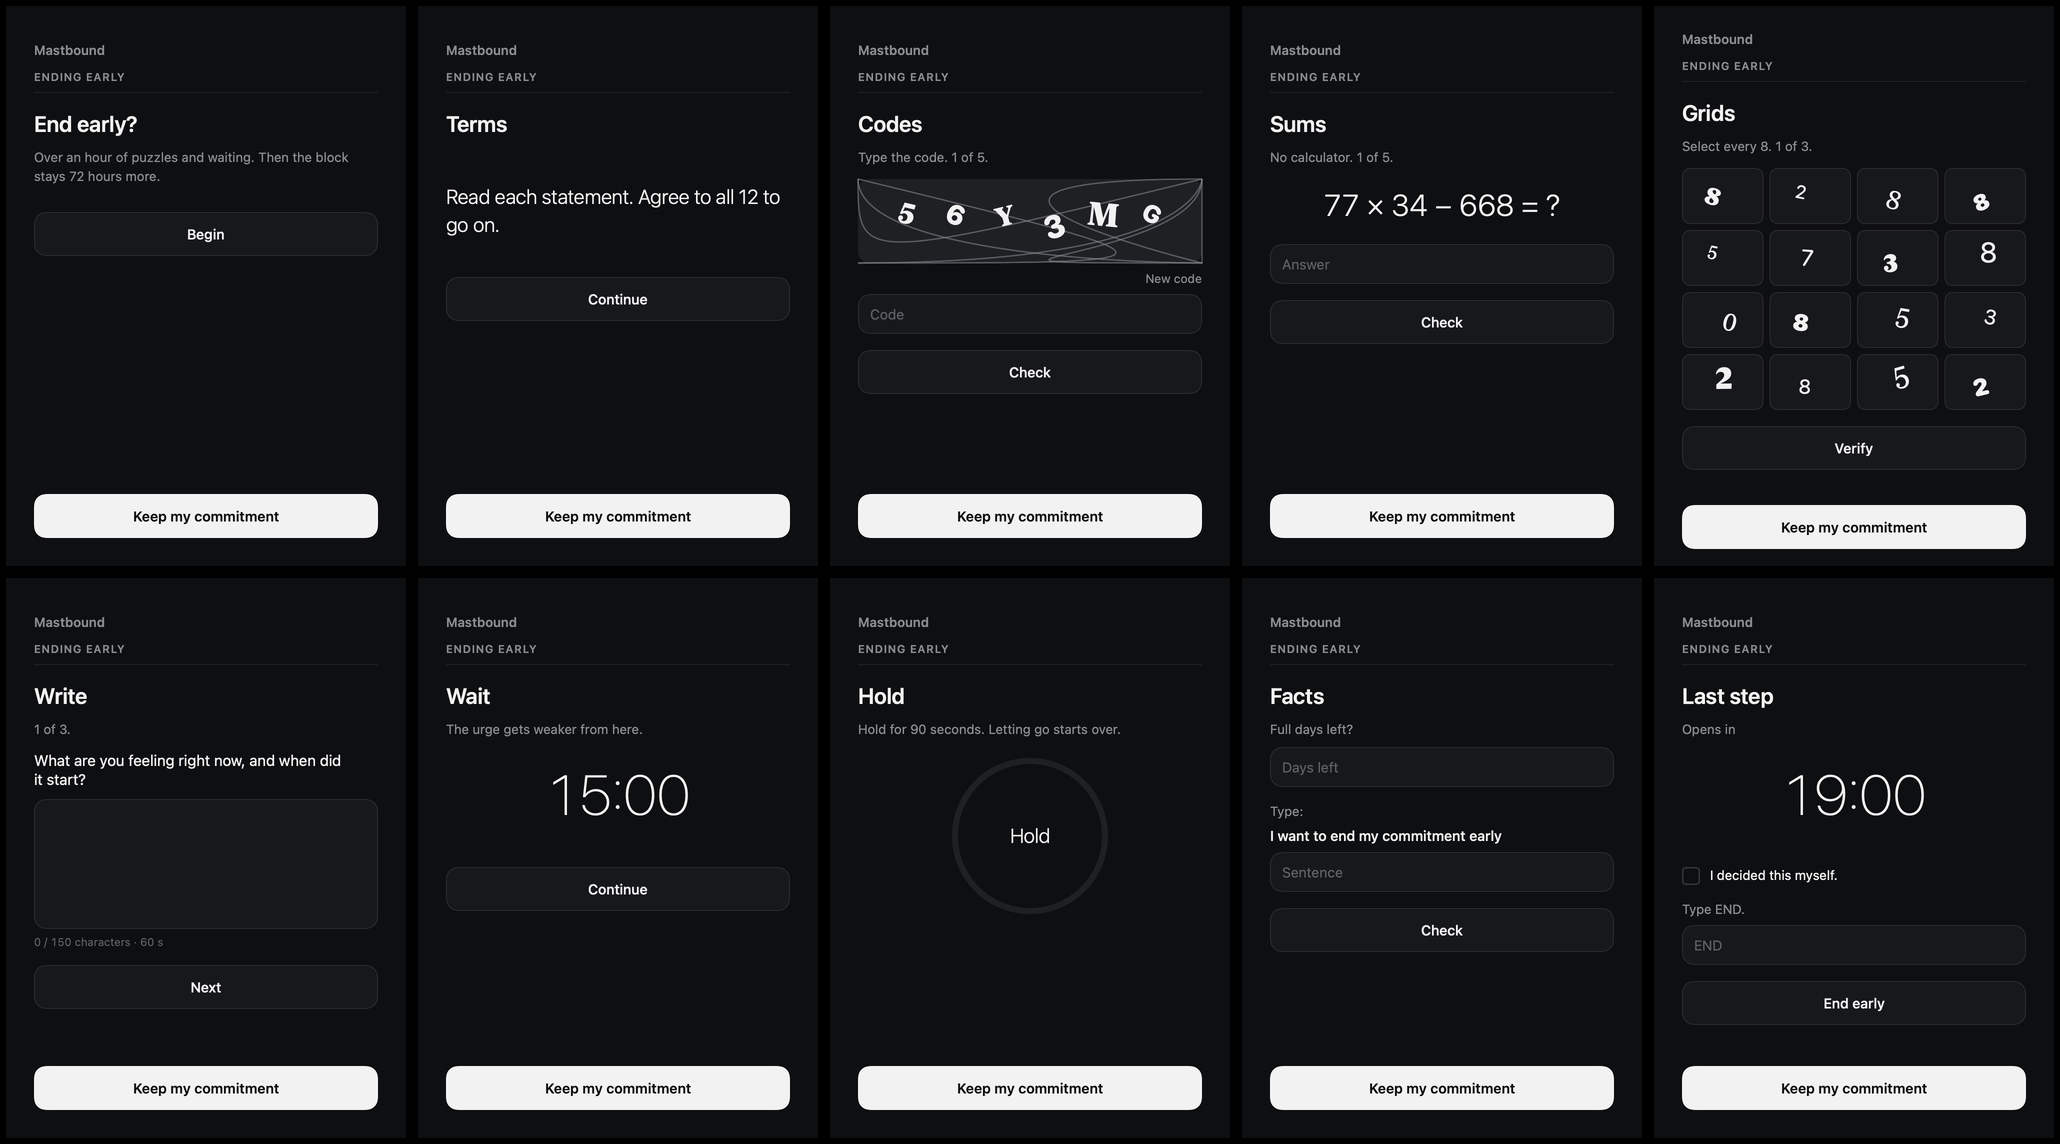 Mastbound
ENDING EARLY
End early?
Over an hour of puzzles and waiting. Then the block
stays 72 hours more.
Begin
Keep my commitment
Mastbound
ENDING EARLY
Terms
Read each statement. Agree to all 12 to
go on.
Continue
Keep my commitment
Mastbound
ENDING EARLY
Codes
Type the code. 1 of 5.
5 6 Y 3 M G
New code
Code
Check
Keep my commitment
Mastbound
ENDING EARLY
Sums
No calculator. 1 of 5.
77 × 34 – 668 = ?
Answer
Check
Keep my commitment
Mastbound
ENDING EARLY
Grids
Select every 8. 1 of 3.
8 2 8 8
5 7 3 8
0 8 5 3
2 8 5 2
Verify
Keep my commitment
Mastbound
ENDING EARLY
Write
1 of 3.
What are you feeling right now, and when did
it start?
0 / 150 characters · 60 s
Next
Keep my commitment
Mastbound
ENDING EARLY
Wait
The urge gets weaker from here.
15:00
Continue
Keep my commitment
Mastbound
ENDING EARLY
Hold
Hold for 90 seconds. Letting go starts over.
Hold
Keep my commitment
Mastbound
ENDING EARLY
Facts
Full days left?
Days left
Type:
I want to end my commitment early
Sentence
Check
Keep my commitment
Mastbound
ENDING EARLY
Last step
Opens in
19:00
I decided this myself.
Type END.
END
End early
Keep my commitment